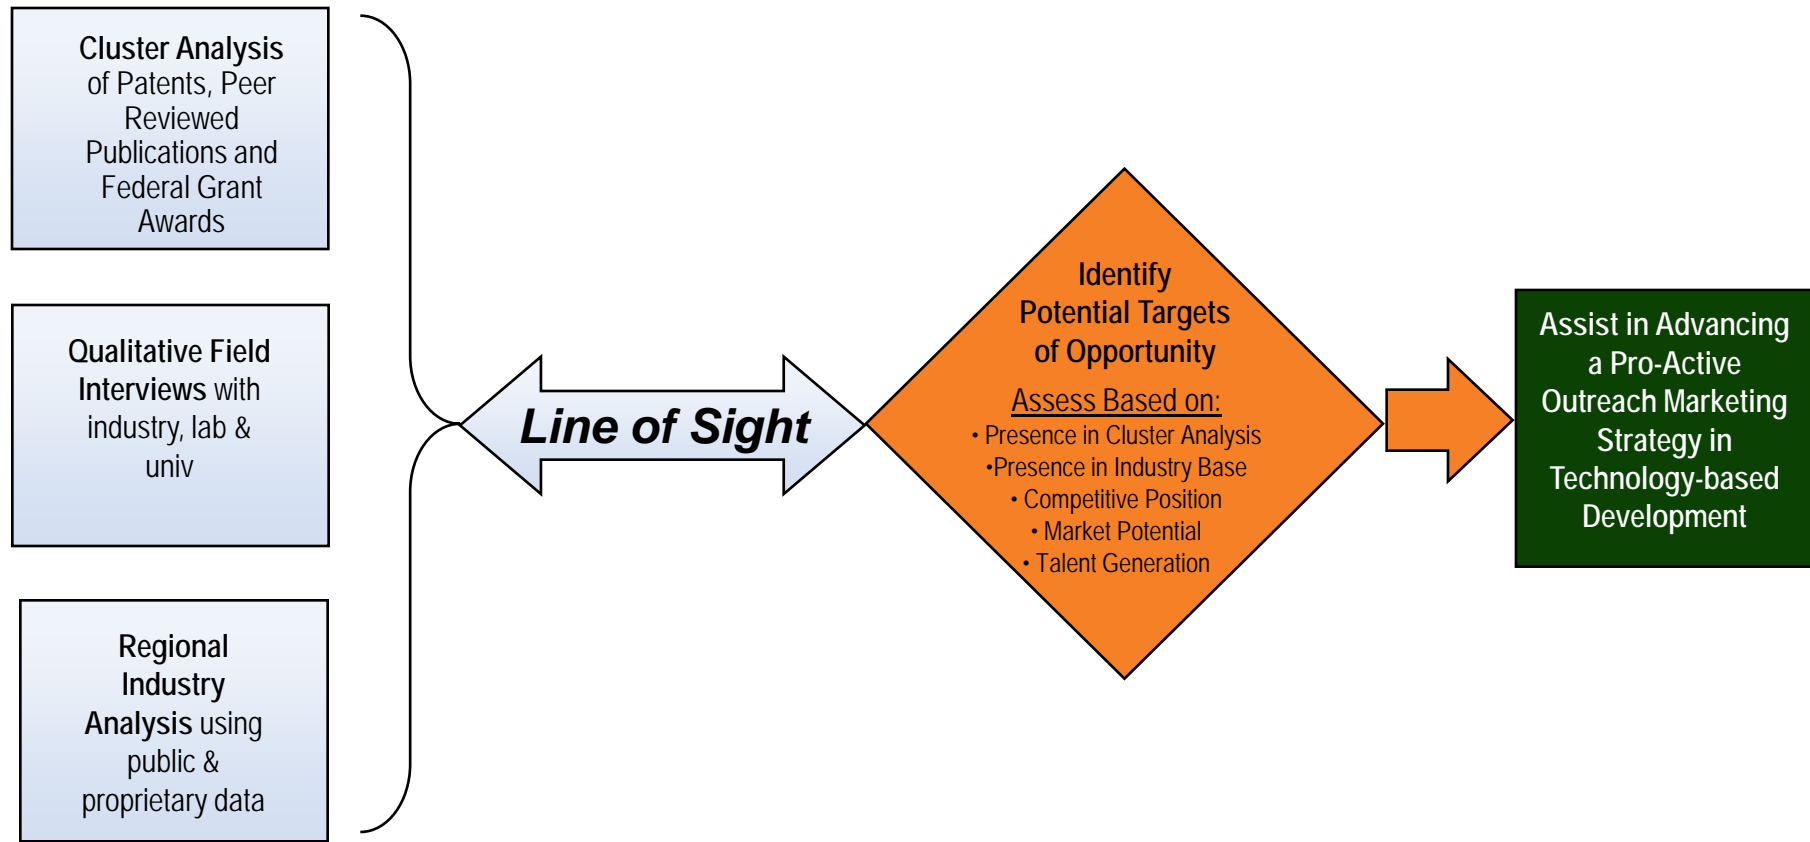 Cluster Analysis
of Patents, Peer
Reviewed
Publications and
Federal Grant
Awards
Qualitative Field
Interviews with
industry, lab &
univ
Regional
Industry
Analysis using
public &
proprietary data
Line of Sight
Identify
Potential Targets
of Opportunity
Assess Based on:
• Presence in Cluster Analysis
•Presence in Industry Base
• Competitive Position
• Market Potential
• Talent Generation
Assist in Advancing
a Pro-Active
Outreach Marketing
Strategy in
Technology-based
Development